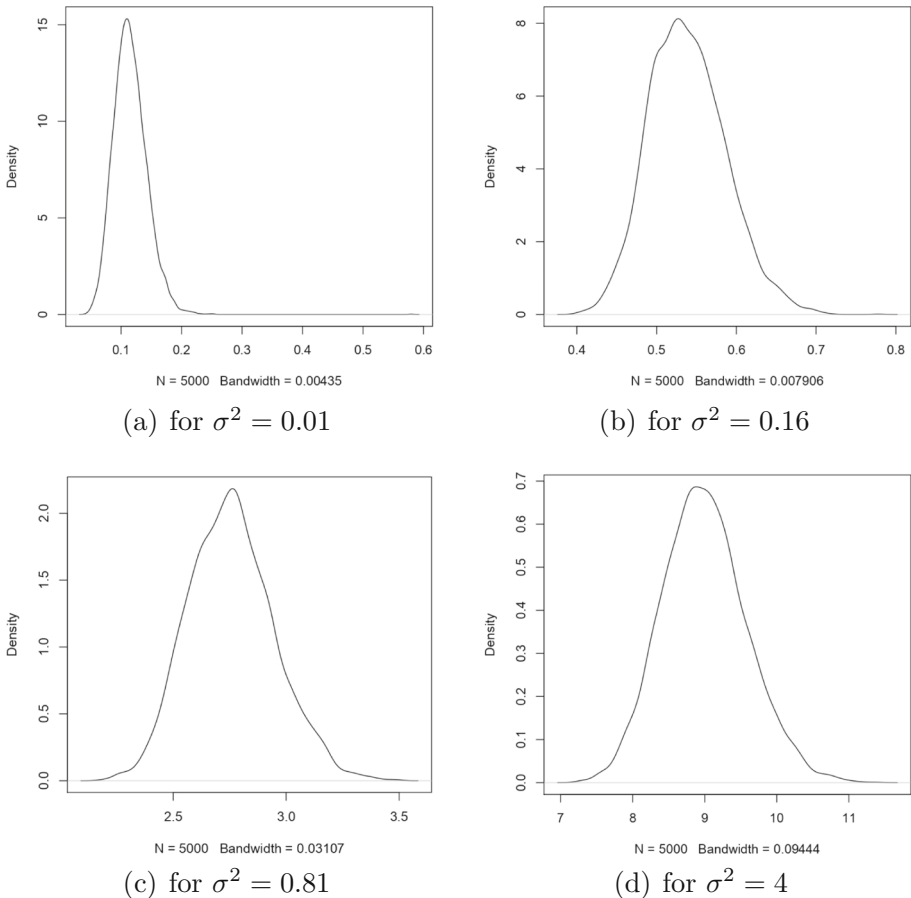 Density
15
10
5
0
0.1 0.2 0.3 0.4 0.5 0.6
N = 5000 Bandwidth = 0.00435
(a) for σ² = 0.01
Density
8
6
4
2
0
0.4 0.5 0.6 0.7 0.8
N = 5000 Bandwidth = 0.007906
(b) for σ² = 0.16
Density
2.0
1.5
1.0
0.5
0.0
2.5 3.0 3.5
N = 5000 Bandwidth = 0.03107
(c) for σ² = 0.81
Density
0.7
0.6
0.5
0.4
0.3
0.2
0.1
0.0
7 8 9 10 11
N = 5000 Bandwidth = 0.09444
(d) for σ² = 4